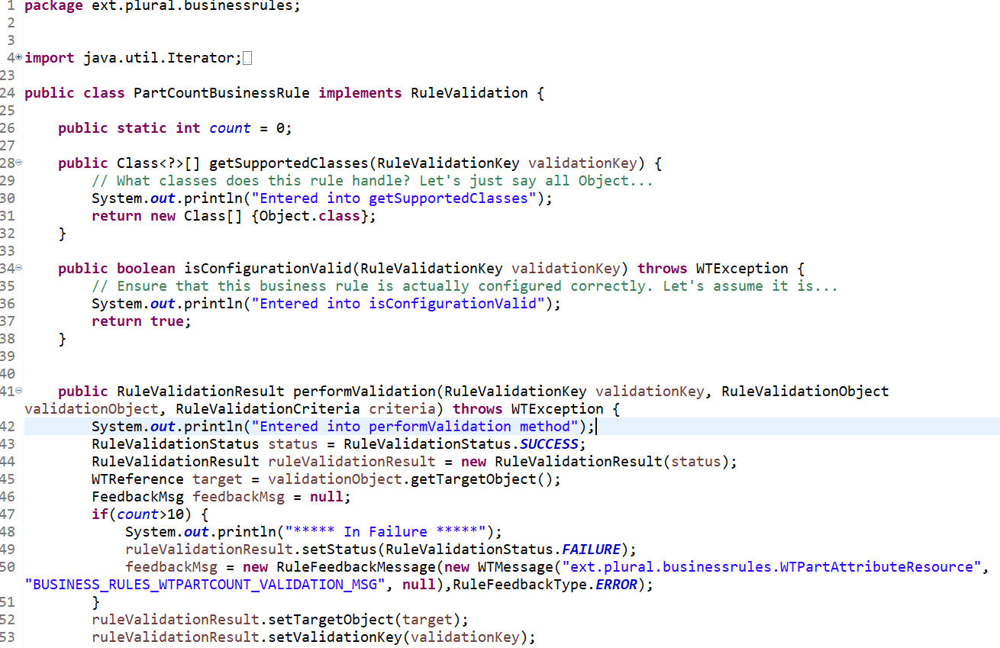 1 package ext.plural.businessrules;
2
3
4 import java.util.Iterator;
23
24 public class PartCountBusinessRule implements RuleValidation {
25
26     public static int count = 0;
27
28     public Class<?>[] getSupportedClasses(RuleValidationKey validationKey) {
29         // What classes does this rule handle? Let's just say all Object...
30         System.out.println("Entered into getSupportedClasses");
31         return new Class[] {Object.class};
32     }
33
34     public boolean isConfigurationValid(RuleValidationKey validationKey) throws WTException {
35         // Ensure that this business rule is actually configured correctly. Let's assume it is...
36         System.out.println("Entered into isConfigurationValid");
37         return true;
38     }
39
40
41     public RuleValidationResult performValidation(RuleValidationKey validationKey, RuleValidationObject
validationObject, RuleValidationCriteria criteria) throws WTException {
42         System.out.println("Entered into performValidation method");
43         RuleValidationStatus status = RuleValidationStatus.SUCCESS;
44         RuleValidationResult ruleValidationResult = new RuleValidationResult(status);
45         WTReference target = validationObject.getTargetObject();
46         FeedbackMsg feedbackMsg = null;
47         if(count>10) {
48             System.out.println("***** In Failure *****");
49             ruleValidationResult.setStatus(RuleValidationStatus.FAILURE);
50             feedbackMsg = new RuleFeedbackMessage(new WTMessage("ext.plural.businessrules.WTPartAttributeResource",
"BUSINESS_RULES_WTPARTCOUNT_VALIDATION_MSG", null),RuleFeedbackType.ERROR);
51         }
52         ruleValidationResult.setTargetObject(target);
53         ruleValidationResult.setValidationKey(validationKey);